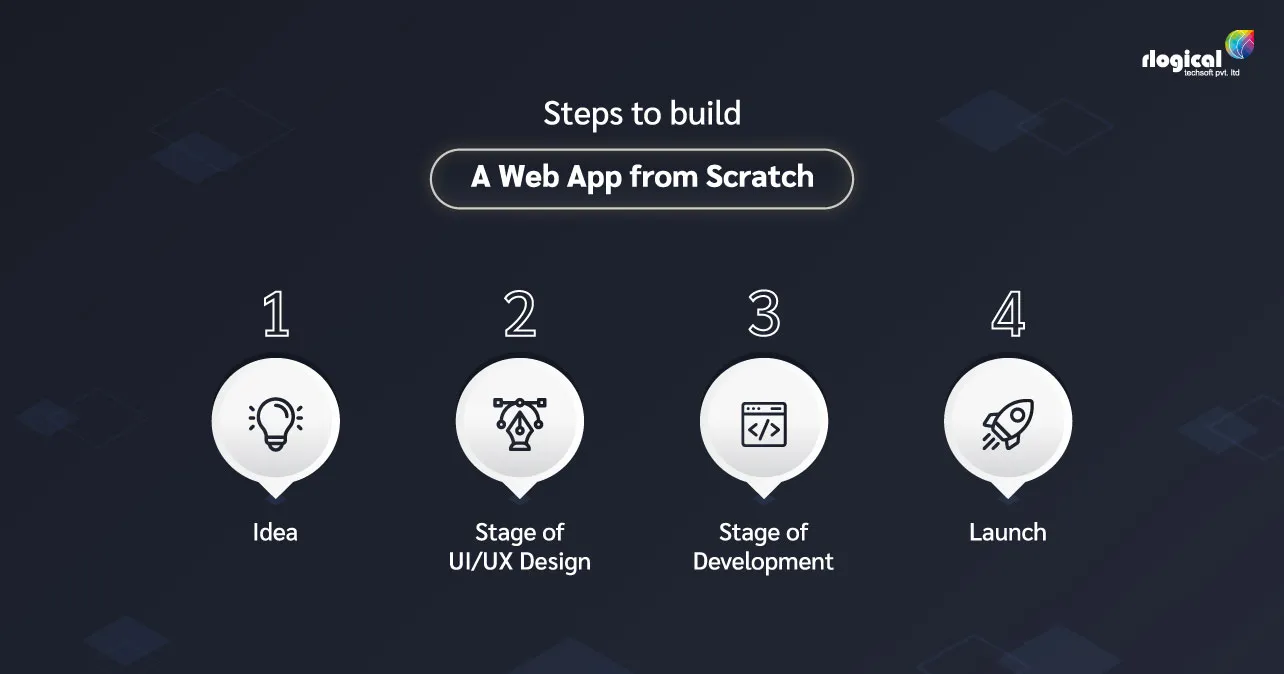 rlogical
techsoft pvt. ltd
Steps to build
A Web App from Scratch
1
2
3
4
</>
Idea
Stage of
UI/UX Design
Stage of
Development
Launch